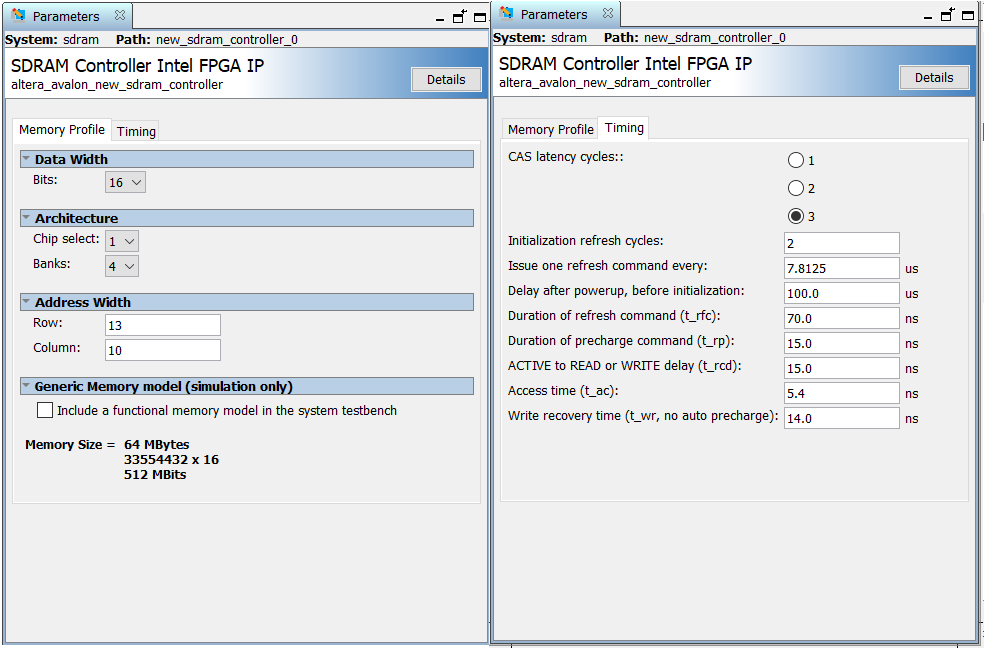 Parameters
System: sdram Path: new_sdram_controller_0
SDRAM Controller Intel FPGA IP
altera_avalon_new_sdram_controller
Details
Memory Profile Timing
Data Width
Bits: 16
Architecture
Chip select: 1
Banks: 4
Address Width
Row: 13
Column: 10
Generic Memory model (simulation only)
Include a functional memory model in the system testbench
Memory Size = 64 MBytes
33554432 x 16
512 MBits
Parameters
System: sdram Path: new_sdram_controller_0
SDRAM Controller Intel FPGA IP
altera_avalon_new_sdram_controller
Details
Memory Profile Timing
CAS latency cycles:: 1
2
3
Initialization refresh cycles: 2
Issue one refresh command every: 7.8125 us
Delay after powerup, before initialization: 100.0 us
Duration of refresh command (t_rfc): 70.0 ns
Duration of precharge command (t_rp): 15.0 ns
ACTIVE to READ or WRITE delay (t_rcd): 15.0 ns
Access time (t_ac): 5.4 ns
Write recovery time (t_wr, no auto precharge): 14.0 ns